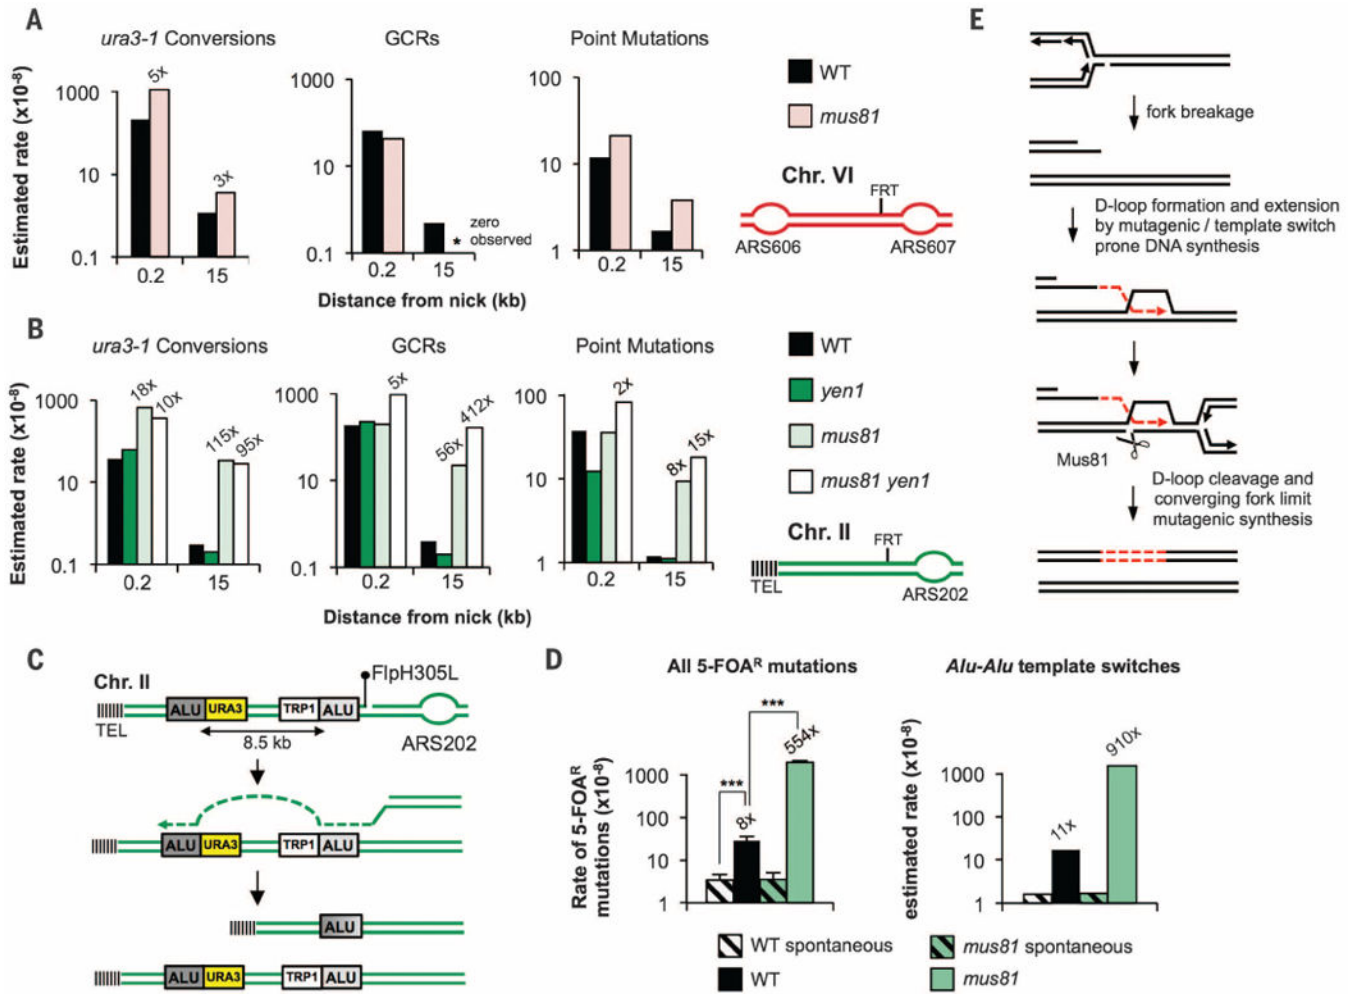 A
ura3-1 Conversions
GCRs
Point Mutations
Estimated rate (x10-8)
1000
10
0.1
5x
3x
0.2
15
1000
10
0.1
zero
* observed
0.2
15
100
10
1
0.2
15
Distance from nick (kb)
WT
mus81
Chr. VI
FRT
ARS606
ARS607
B
ura3-1 Conversions
GCRs
Point Mutations
Estimated rate (x10-8)
1000
10
0.1
18x
10x
115x
95x
0.2
15
1000
10
0.1
5x
56x
412x
0.2
15
100
10
1
2x
8x
15x
0.2
15
Distance from nick (kb)
WT
yen1
mus81
mus81 yen1
Chr. II
FRT
TEL
ARS202
C
Chr. II
FlpH305L
ALU URA3 TRP1 ALU
TEL
8.5 kb
ARS202
ALU URA3 TRP1 ALU
ALU
ALU URA3 TRP1 ALU
D
All 5-FOAR mutations
Rate of 5-FOAR
mutations (x10-8)
1000
100
10
1
***
***
8x
554x
Alu-Alu template switches
estimated rate (x10-8)
1000
100
10
1
11x
910x
WT spontaneous
mus81 spontaneous
WT
mus81
E
fork breakage
D-loop formation and extension
by mutagenic / template switch
prone DNA synthesis
Mus81
D-loop cleavage and
converging fork limit
mutagenic synthesis